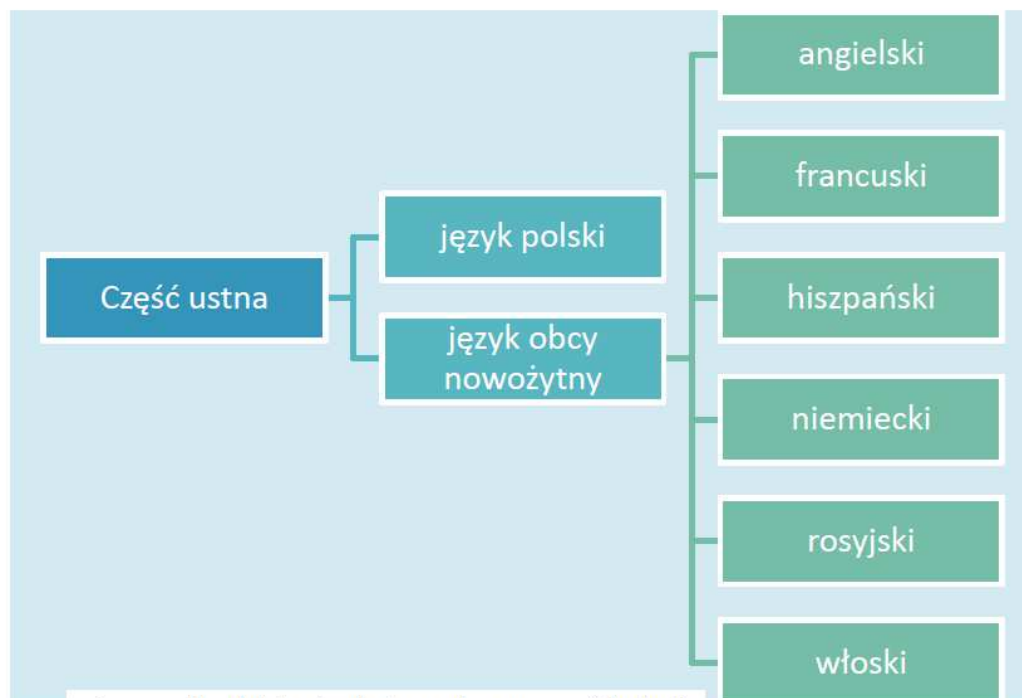 Część ustna
język polski
język obcy
nowożytny
angielski
francuski
hiszpański
niemiecki
rosyjski
włoski